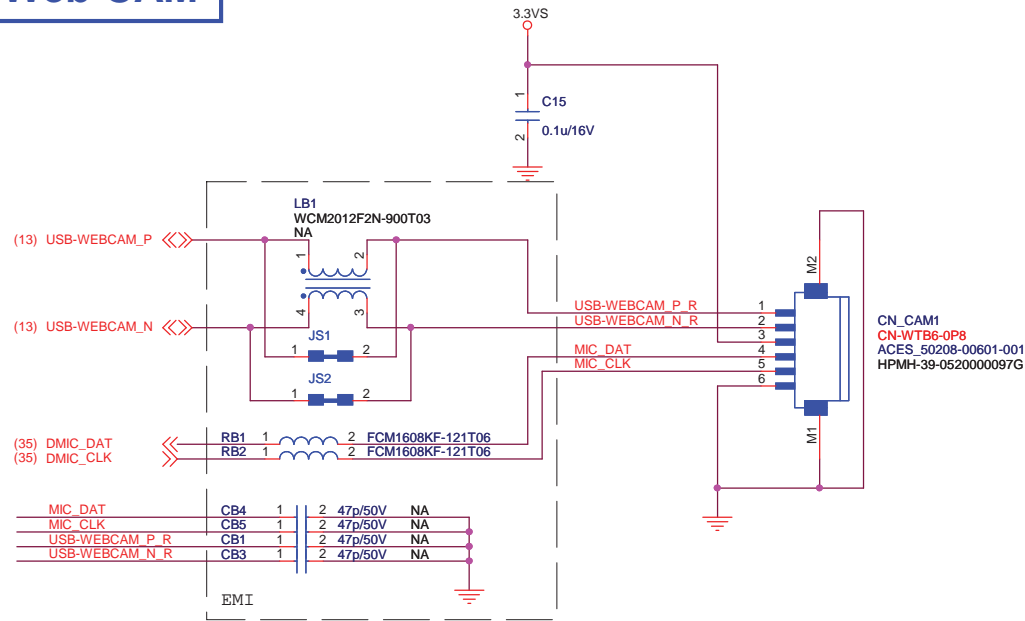 Web CAM
3.3VS
1
C15
2
0.1u/16V
LB1
WCM2012F2N-900T03
NA
(13) USB-WEBCAM_P
1
2
M2
4
3
(13) USB-WEBCAM_N
USB-WEBCAM_P_R
1
USB-WEBCAM_N_R
2
3
MIC_DAT
4
MIC_CLK
5
6
CN_CAM1
CN-WTB6-0P8
ACES_50208-00601-001
HPMH-39-0520000097G
JS1
1
2
JS2
1
2
M1
(35) DMIC_DAT
RB1 1 2 FCM1608KF-121T06
(35) DMIC_CLK
RB2 1 2 FCM1608KF-121T06
MIC_DAT CB4 1 2 47p/50V NA
MIC_CLK CB5 1 2 47p/50V NA
USB-WEBCAM_P_R CB1 1 2 47p/50V NA
USB-WEBCAM_N_R CB3 1 2 47p/50V NA
EMI